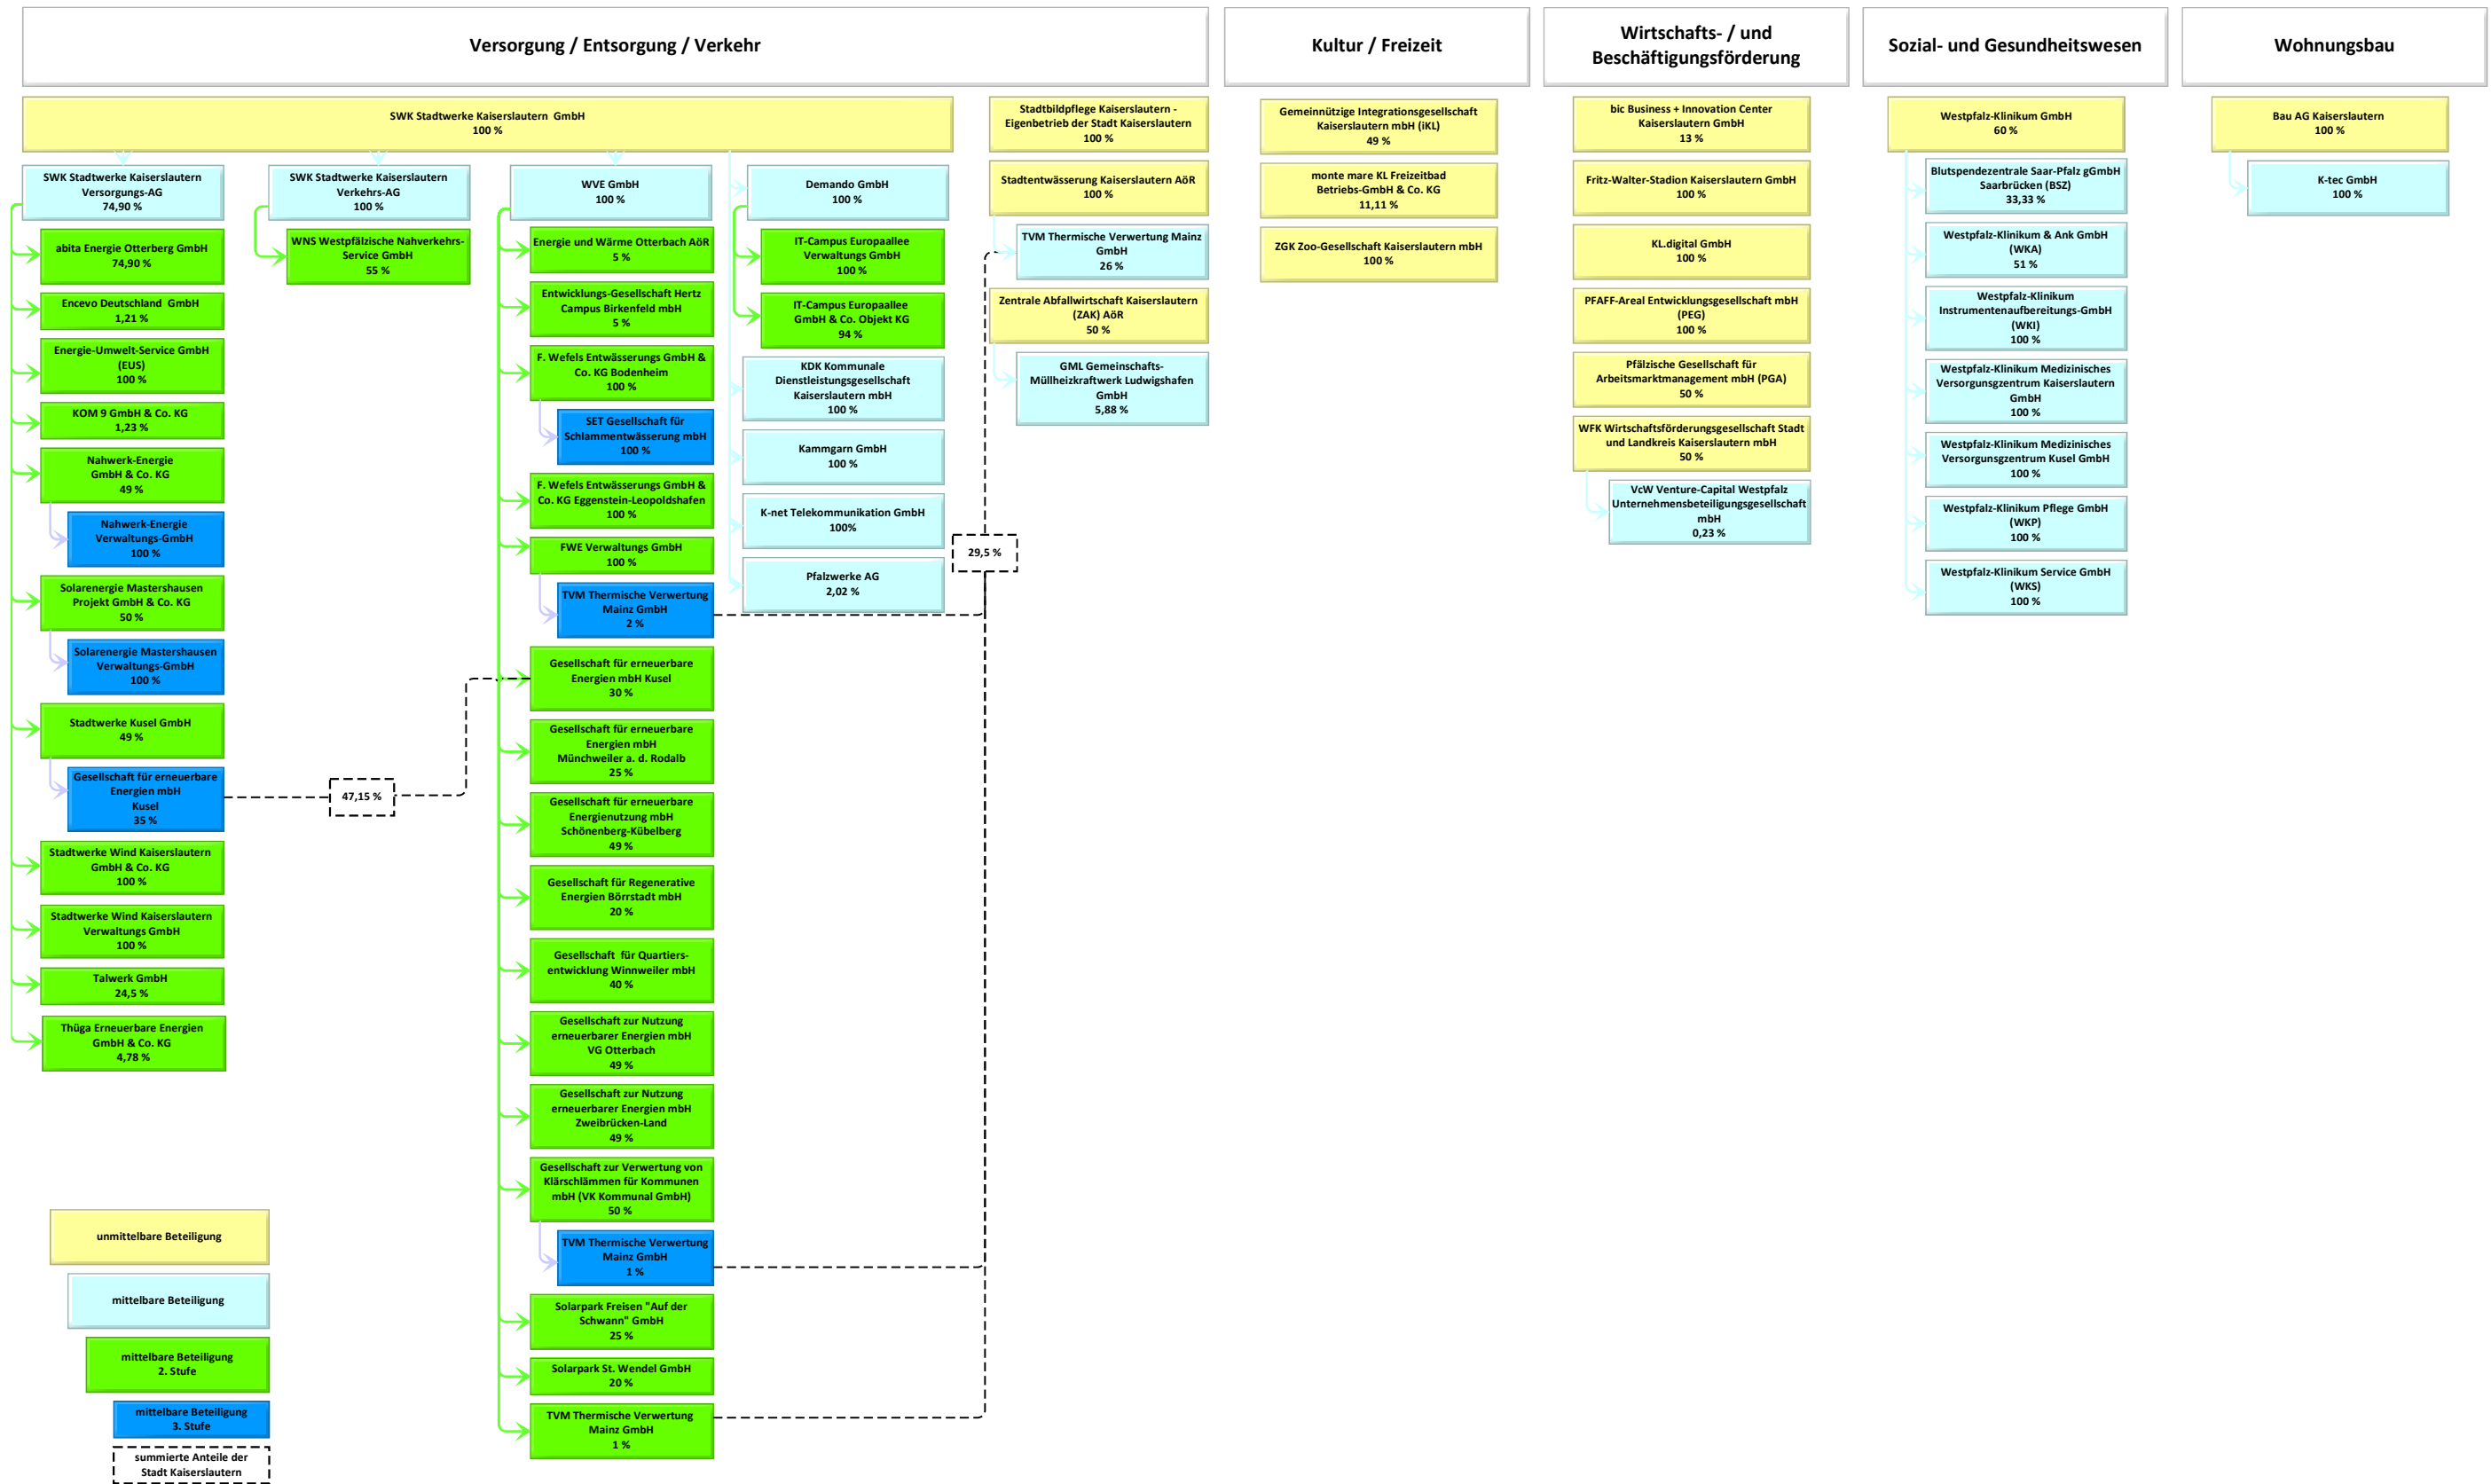 Versorgung / Entsorgung / Verkehr
Kultur / Freizeit
Wirtschafts- / und
Beschäftigungsförderung
Sozial- und Gesundheitswesen
Wohnungsbau
SWK Stadtwerke Kaiserslautern GmbH
100 %
SWK Stadtwerke Kaiserslautern
Versorgungs-AG
74,90 %
abita Energie Otterberg GmbH
74,90 %
Encevo Deutschland GmbH
1,21 %
Energie-Umwelt-Service GmbH
(EUS)
100 %
KOM 9 GmbH & Co. KG
1,23 %
Nahwerk-Energie
GmbH & Co. KG
49 %
Nahwerk-Energie
Verwaltungs-GmbH
100 %
Solarenergie Mastershausen
Projekt GmbH & Co. KG
50 %
Solarenergie Mastershausen
Verwaltungs-GmbH
100 %
Stadtwerke Kusel GmbH
49 %
Gesellschaft für erneuerbare
Energien mbH
Kusel
35 %
47,15 %
Stadtwerke Wind Kaiserslautern
GmbH & Co. KG
100 %
Stadtwerke Wind Kaiserslautern
Verwaltungs GmbH
100 %
Talwerk GmbH
24,5 %
Thüga Erneuerbare Energien
GmbH & Co. KG
4,78 %
SWK Stadtwerke Kaiserslautern
Verkehrs-AG
100 %
WNS Westpfälzische Nahverkehrs-
Service GmbH
55 %
WVE GmbH
100 %
Energie und Wärme Otterbach AöR
5 %
Entwicklungs-Gesellschaft Hertz
Campus Birkenfeld mbH
5 %
F. Wefels Entwässerungs GmbH &
Co. KG Bodenheim
100 %
SET Gesellschaft für
Schlammentwässerung mbH
100 %
F. Wefels Entwässerungs GmbH &
Co. KG Eggenstein-Leopoldshafen
100 %
FWE Verwaltungs GmbH
100 %
TVM Thermische Verwertung
Mainz GmbH
2 %
Gesellschaft für erneuerbare
Energien mbH Kusel
30 %
Gesellschaft für erneuerbare
Energien mbH
Münchweiler a. d. Rodalb
25 %
Gesellschaft für erneuerbare
Energienutzung mbH
Schönenberg-Kübelberg
49 %
Gesellschaft für Regenerative
Energien Börrstadt mbH
20 %
Gesellschaft für Quartiers-
entwicklung Winnweiler mbH
40 %
Gesellschaft zur Nutzung
erneuerbarer Energien mbH
VG Otterbach
49 %
Gesellschaft zur Nutzung
erneuerbarer Energien mbH
Zweibrücken-Land
49 %
Gesellschaft zur Verwertung von
Klärschlämmen für Kommunen
mbH (VK Kommunal GmbH)
50 %
TVM Thermische Verwertung
Mainz GmbH
1 %
Solarpark Freisen "Auf der
Schwann" GmbH
25 %
Solarpark St. Wendel GmbH
20 %
TVM Thermische Verwertung
Mainz GmbH
1 %
Demando GmbH
100 %
IT-Campus Europaallee
Verwaltungs GmbH
100 %
IT-Campus Europaallee
GmbH & Co. Objekt KG
94 %
KDK Kommunale
Dienstleistungsgesellschaft
Kaiserslautern mbH
100 %
Kammgarn GmbH
100 %
K-net Telekommunikation GmbH
100%
Pfalzwerke AG
2,02 %
29,5 %
Stadtbildpflege Kaiserslautern -
Eigenbetrieb der Stadt Kaiserslautern
100 %
Stadtentwässerung Kaiserslautern AöR
100 %
TVM Thermische Verwertung Mainz
GmbH
26 %
Zentrale Abfallwirtschaft Kaiserslautern
(ZAK) AöR
50 %
GML Gemeinschafts-
Müllheizkraftwerk Ludwigshafen
GmbH
5,88 %
Gemeinnützige Integrationsgesellschaft
Kaiserslautern mbH (iKL)
49 %
monte mare KL Freizeitbad
Betriebs-GmbH & Co. KG
11,11 %
ZGK Zoo-Gesellschaft Kaiserslautern mbH
100 %
bic Business + Innovation Center
Kaiserslautern GmbH
13 %
Fritz-Walter-Stadion Kaiserslautern GmbH
100 %
KL.digital GmbH
100 %
PFAFF-Areal Entwicklungsgesellschaft mbH
(PEG)
100 %
Pfälzische Gesellschaft für
Arbeitsmarktmanagement mbH (PGA)
50 %
WFK Wirtschaftsförderungsgesellschaft Stadt
und Landkreis Kaiserslautern mbH
50 %
VcW Venture-Capital Westpfalz
Unternehmensbeteiligungsgesellschaft
mbH
0,23 %
Westpfalz-Klinikum GmbH
60 %
Blutspendezentrale Saar-Pfalz gGmbH
Saarbrücken (BSZ)
33,33 %
Westpfalz-Klinikum & Ank GmbH
(WKA)
51 %
Westpfalz-Klinikum
Instrumentenaufbereitungs-GmbH
(WKI)
100 %
Westpfalz-Klinikum Medizinisches
Versorgungszentrum Kaiserslautern
GmbH
100 %
Westpfalz-Klinikum Medizinisches
Versorgunsgzentrum Kusel GmbH
100 %
Westpfalz-Klinikum Pflege GmbH
(WKP)
100 %
Westpfalz-Klinikum Service GmbH
(WKS)
100 %
Bau AG Kaiserslautern
100 %
K-tec GmbH
100 %
unmittelbare Beteiligung
mittelbare Beteiligung
mittelbare Beteiligung
2. Stufe
mittelbare Beteiligung
3. Stufe
summierte Anteile der
Stadt Kaiserslautern